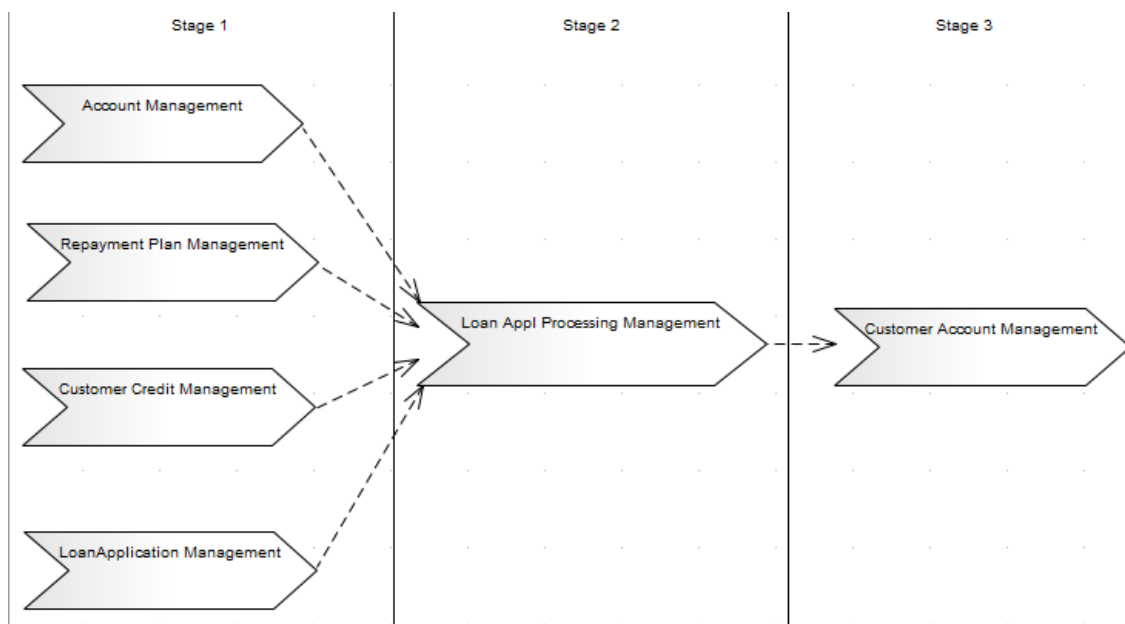 Stage 1
Stage 2
Stage 3
Account Management
Repayment Plan Management
Loan Appl Processing Management
Customer Account Management
Customer Credit Management
LoanApplication Management